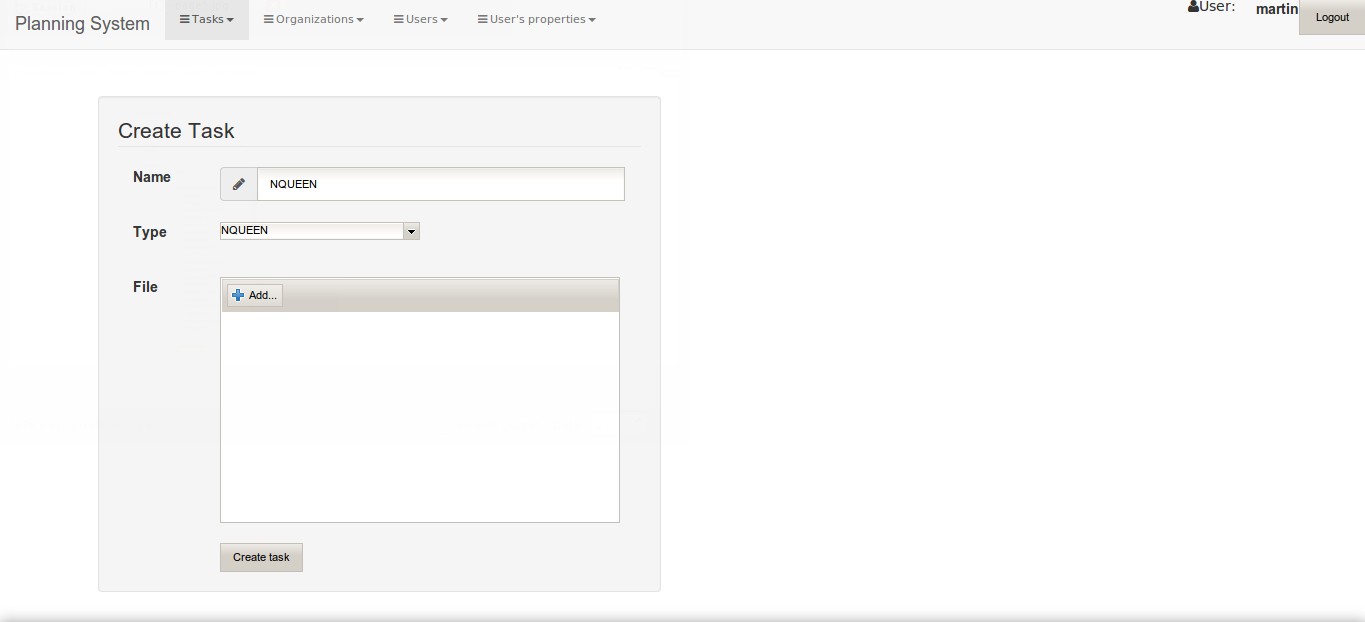 Planning System Tasks Organizations Users User's properties User: martin Logout
Create Task
Name NQUEEN
Type NQUEEN
File Add...
Create task